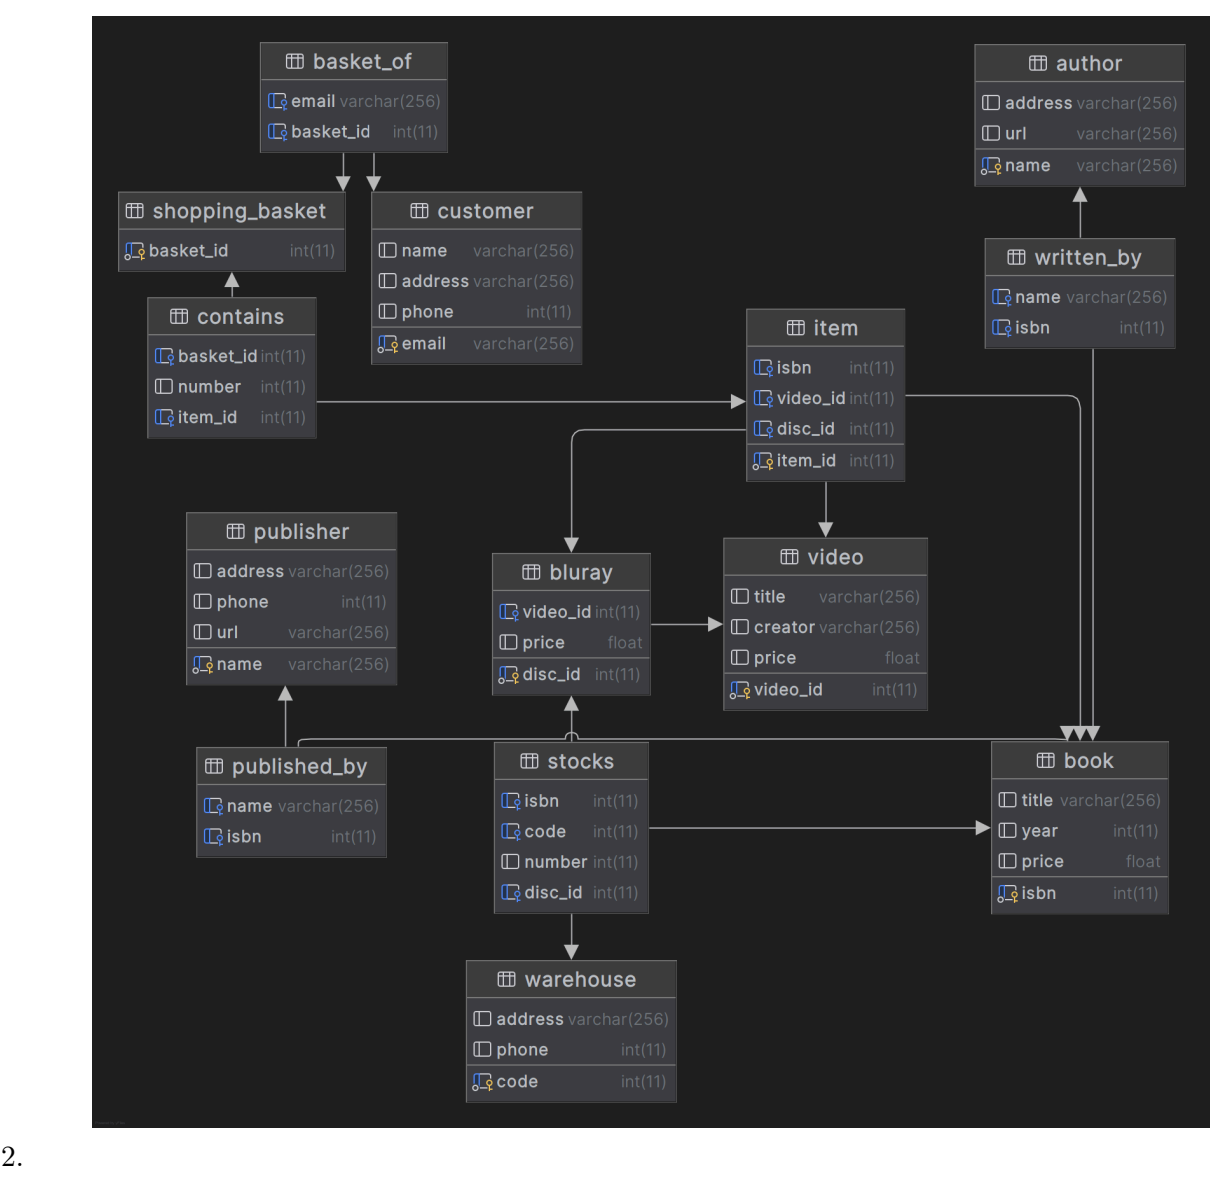 basket_of
email varchar(256)
basket_id int(11)
author
address varchar(256)
url varchar(256)
name varchar(256)
shopping_basket
basket_id int(11)
customer
name varchar(256)
address varchar(256)
phone int(11)
email varchar(256)
written_by
name varchar(256)
isbn int(11)
contains
basket_id int(11)
number int(11)
item_id int(11)
item
isbn int(11)
video_id int(11)
disc_id int(11)
item_id int(11)
publisher
address varchar(256)
phone int(11)
url varchar(256)
name varchar(256)
bluray
video_id int(11)
price float
disc_id int(11)
video
title varchar(256)
creator varchar(256)
price float
video_id int(11)
published_by
name varchar(256)
isbn int(11)
stocks
isbn int(11)
code int(11)
number int(11)
disc_id int(11)
book
title varchar(256)
year int(11)
price float
isbn int(11)
warehouse
address varchar(256)
phone int(11)
code int(11)
2.